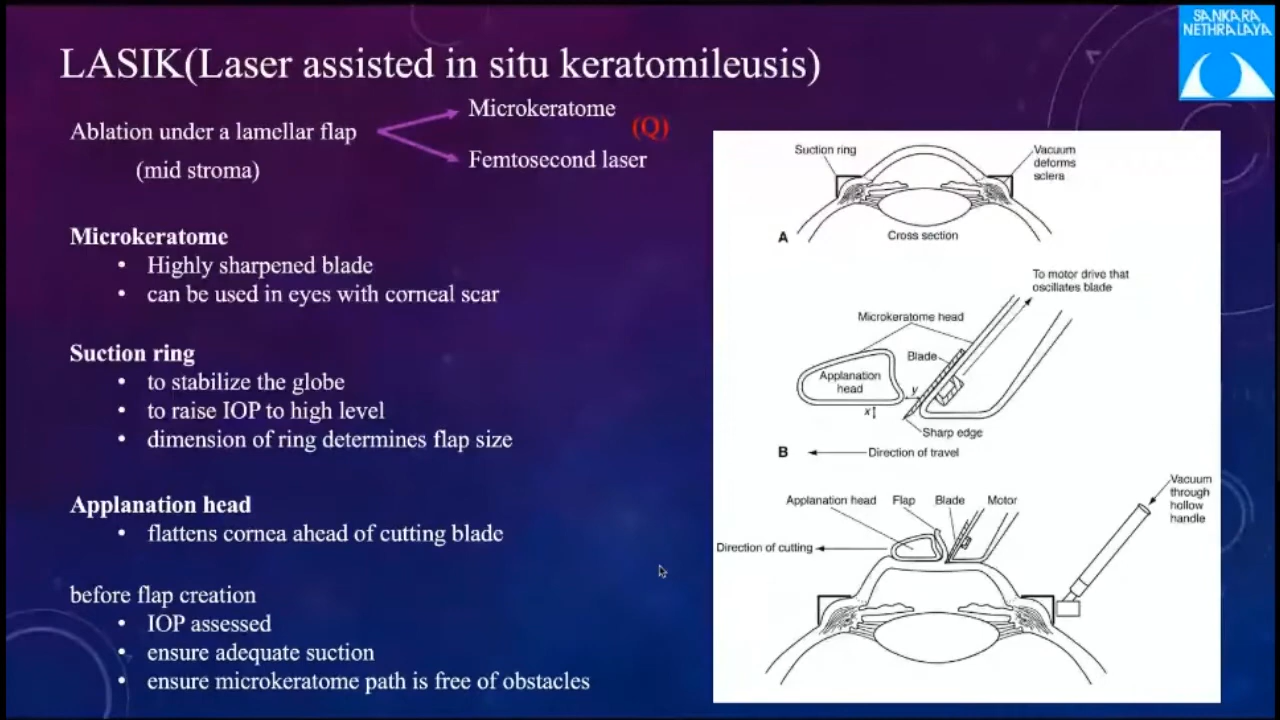 SANKARA
NETHRALAYA
LASIK(Laser assisted in situ keratomileusis)
Ablation under a lamellar flap
(mid stroma)
Microkeratome
(Q)
Femtosecond laser
Microkeratome
• Highly sharpened blade
• can be used in eyes with corneal scar
Suction ring
• to stabilize the globe
• to raise IOP to high level
• dimension of ring determines flap size
Applanation head
• flattens cornea ahead of cutting blade
before flap creation
• IOP assessed
• ensure adequate suction
• ensure microkeratome path is free of obstacles
Suction ring
Vacuum
deforms
sclera
A
Cross section
To motor drive that
oscillates blade
Microkeratome head
Blade
Applanation
head
y
x
Sharp edge
B
Direction of travel
Applanation head
Flap
Blade
Motor
Vacuum
through
hollow
handle
Direction of cutting